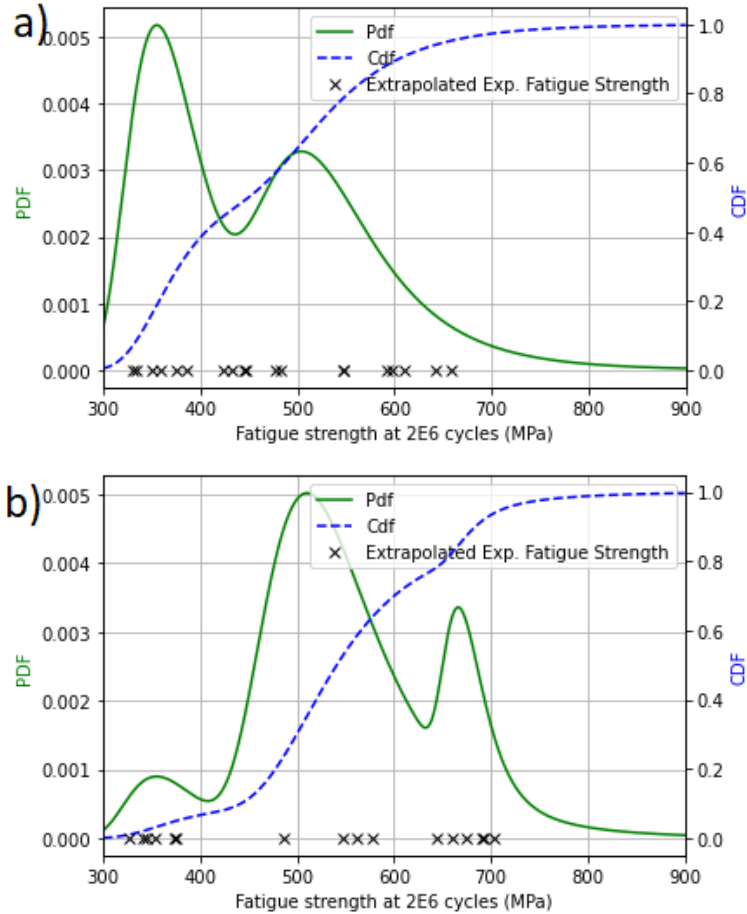 a)
Pdf
Cdf
Extrapolated Exp. Fatigue Strength
0.005
0.004
0.003
0.002
0.001
0.000
PDF
1.0
0.8
0.6
0.4
0.2
0.0
CDF
300 400 500 600 700 800 900
Fatigue strength at 2E6 cycles (MPa)
b)
Pdf
Cdf
Extrapolated Exp. Fatigue Strength
0.005
0.004
0.003
0.002
0.001
0.000
PDF
1.0
0.8
0.6
0.4
0.2
0.0
CDF
300 400 500 600 700 800 900
Fatigue strength at 2E6 cycles (MPa)